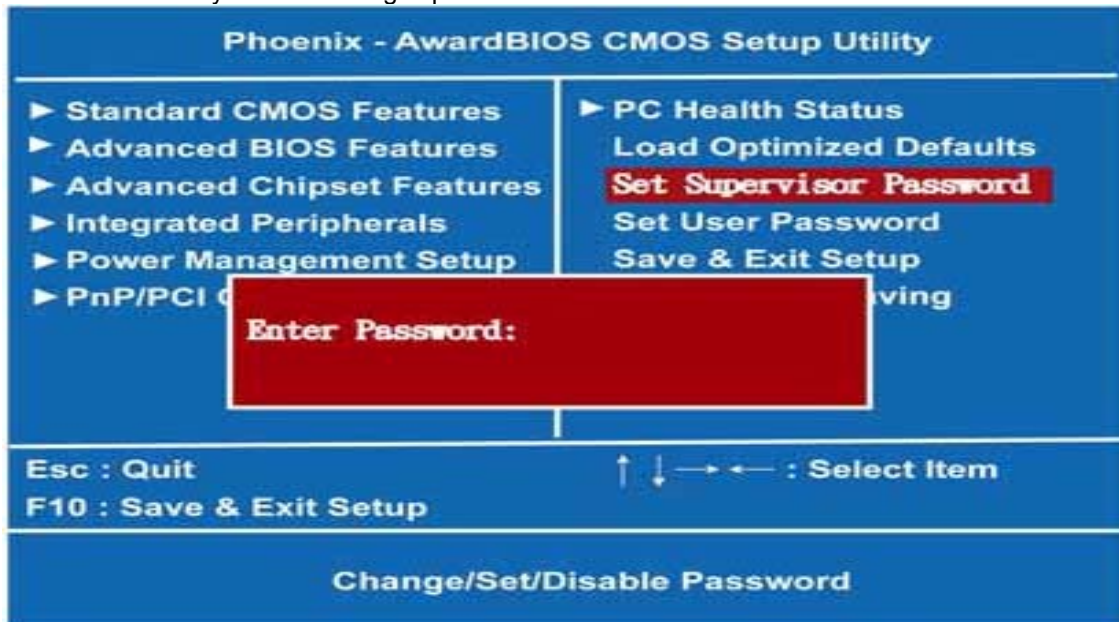 Phoenix - AwardBIOS CMOS Setup Utility
► Standard CMOS Features
► Advanced BIOS Features
► Advanced Chipset Features
► Integrated Peripherals
► Power Management Setup
► PnP/PCI
► PC Health Status
Load Optimized Defaults
Set Supervisor Password
Set User Password
Save & Exit Setup
Enter Password:
Esc : Quit
F10 : Save & Exit Setup
↑ ↓ → ← : Select Item
Change/Set/Disable Password